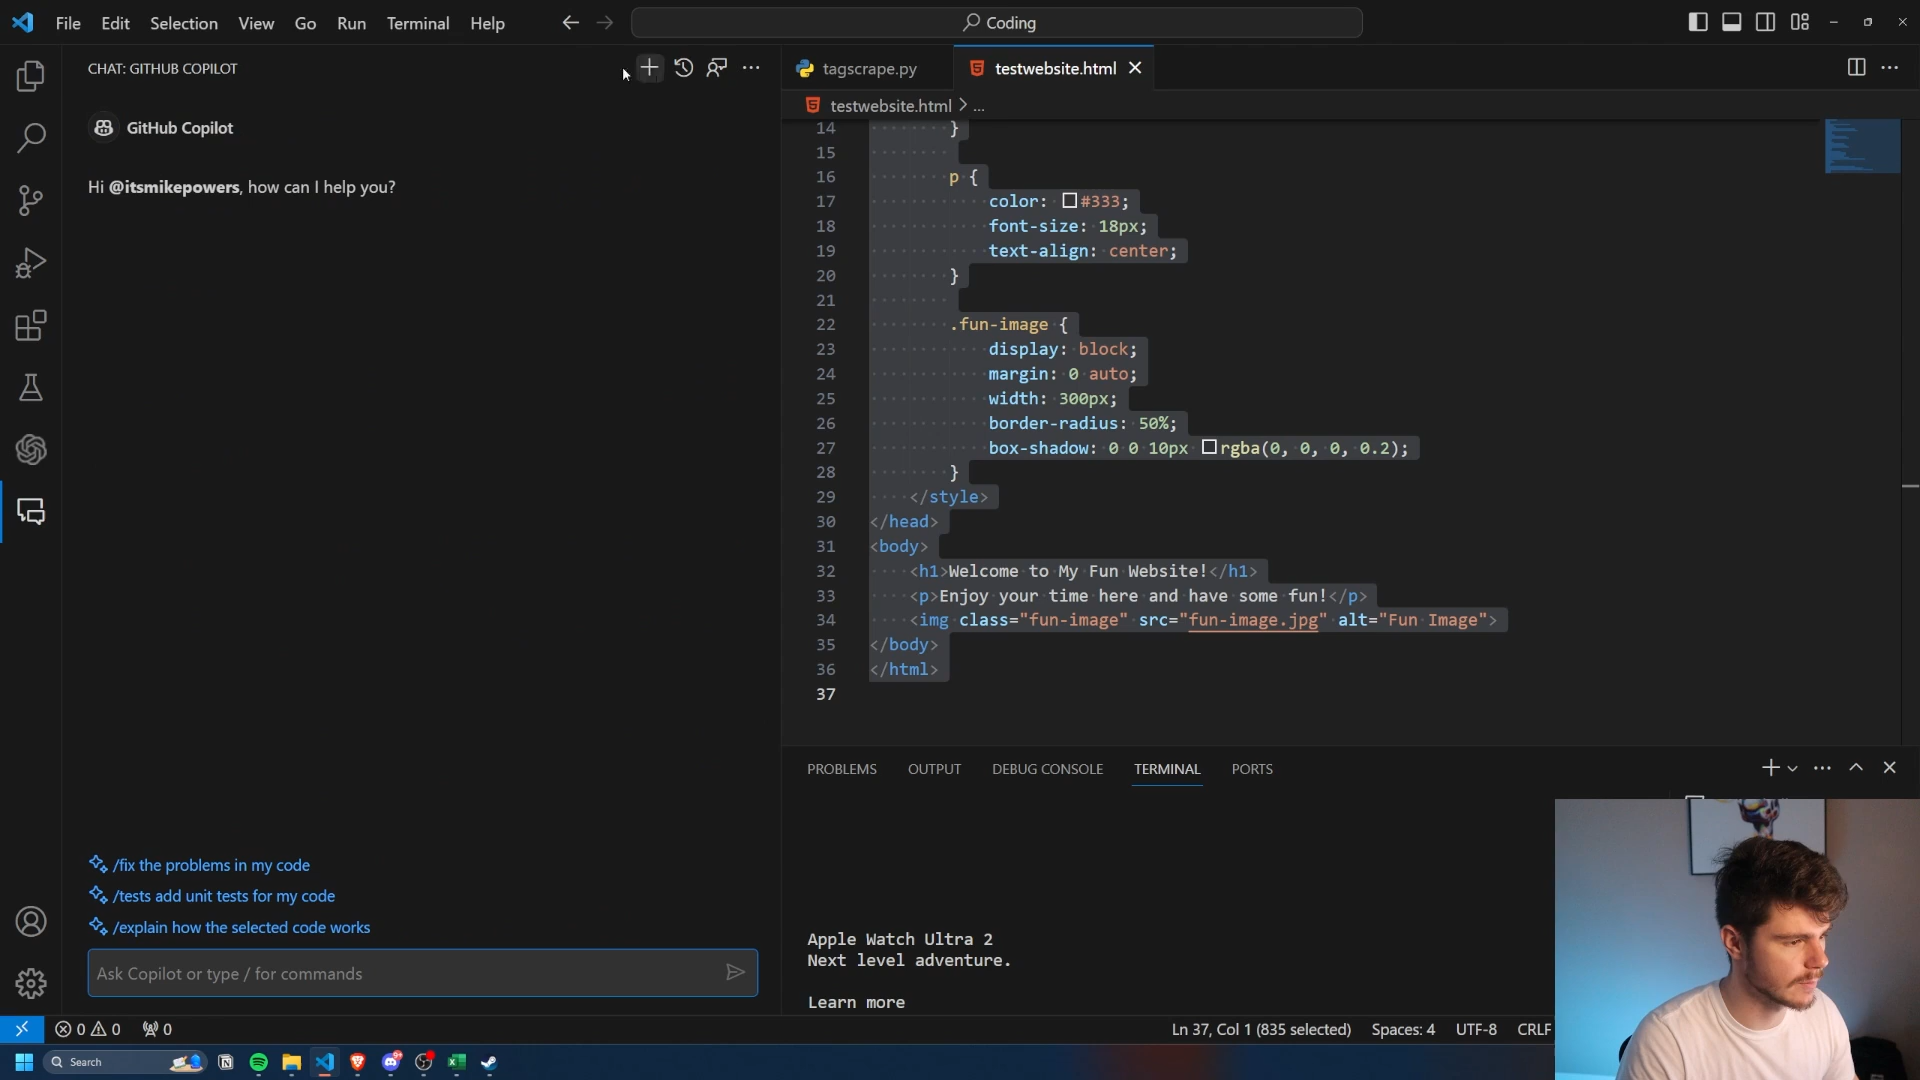 File Edit Selection View Go Run Terminal Help
Coding
CHAT: GITHUB COPILOT
GitHub Copilot
Hi @itsmikepowers, how can I help you?
/fix the problems in my code
/tests add unit tests for my code
/explain how the selected code works
Ask Copilot or type / for commands
tagscrape.py
testwebsite.html
testwebsite.html > ...
14 }
15
16 p {
17 color: #333;
18 font-size: 18px;
19 text-align: center;
20 }
21
22 .fun-image {
23 display: block;
24 margin: 0 auto;
25 width: 300px;
26 border-radius: 50%;
27 box-shadow: 0 0 10px rgba(0, 0, 0, 0.2);
28 }
29 </style>
30 </head>
31 <body>
32 <h1>Welcome to My Fun Website!</h1>
33 <p>Enjoy your time here and have some fun!</p>
34 <img class="fun-image" src="fun-image.jpg" alt="Fun Image">
35 </body>
36 </html>
37
PROBLEMS OUTPUT DEBUG CONSOLE TERMINAL PORTS
Apple Watch Ultra 2
Next level adventure.
Learn more
0 0 0
Ln 37, Col 1 (835 selected) Spaces: 4 UTF-8 CRLF
Search